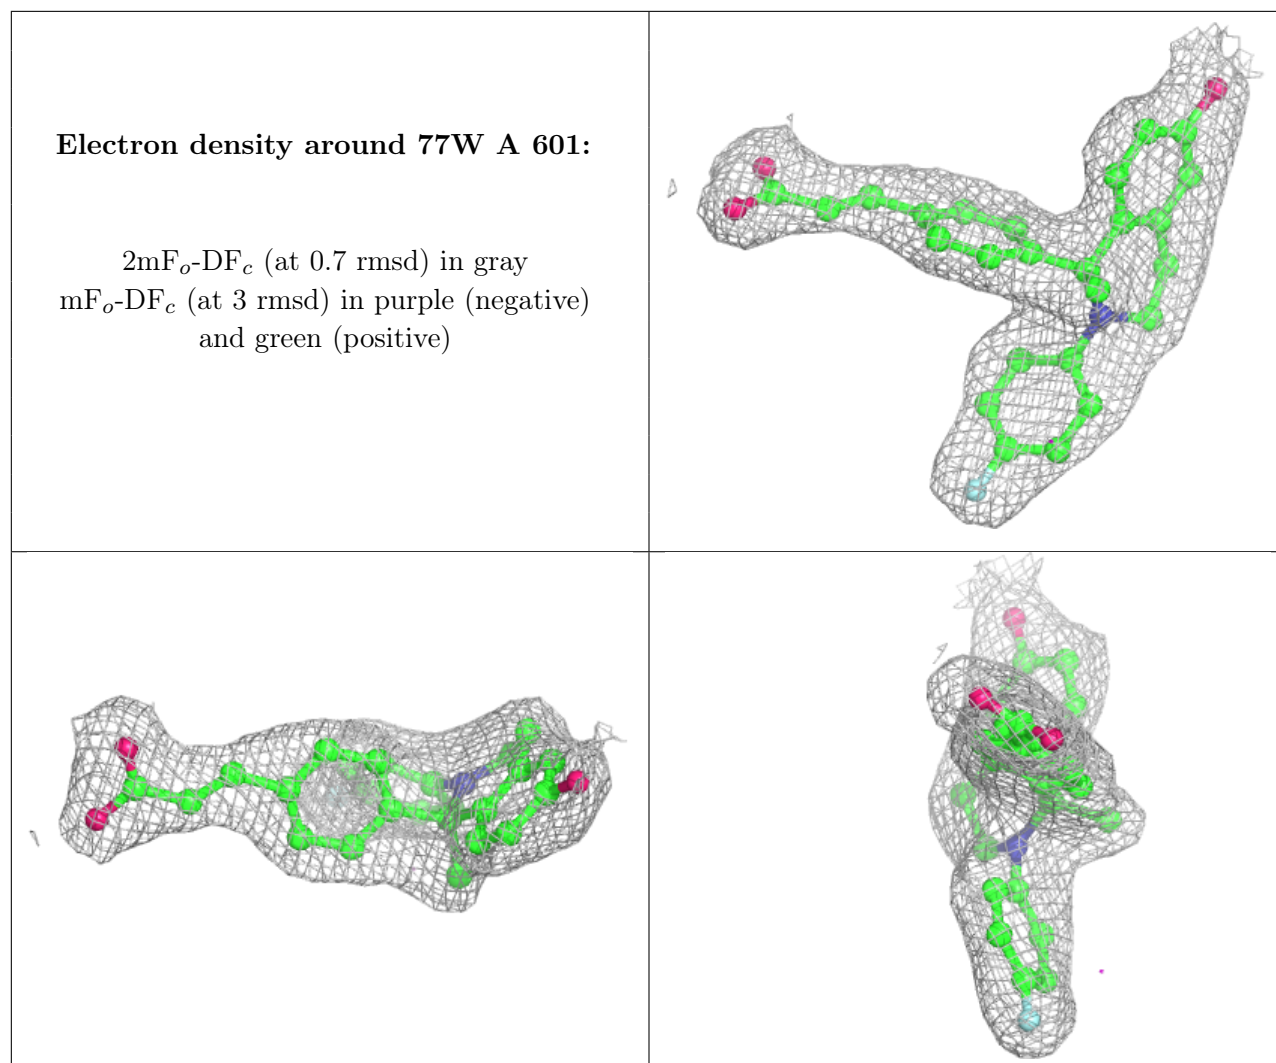 Electron density around 77W A 601:
2mFo-DFc (at 0.7 rmsd) in gray
mFo-DFc (at 3 rmsd) in purple (negative)
and green (positive)